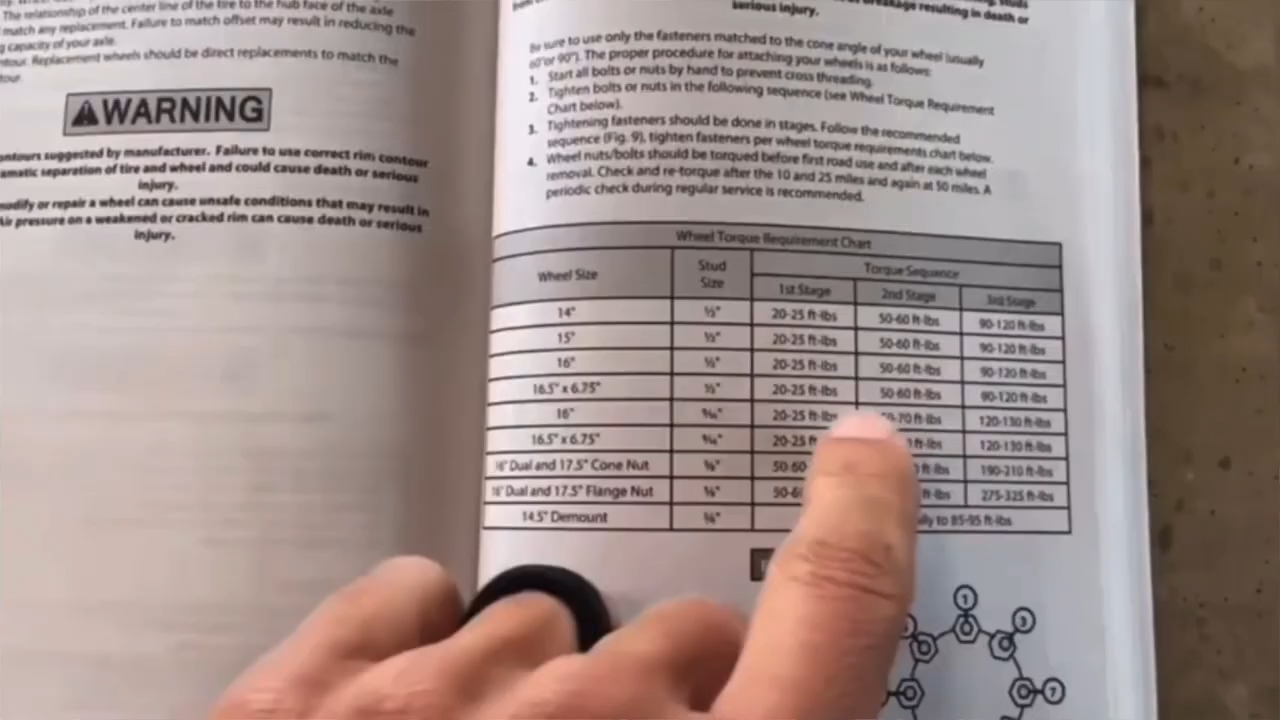 The relationship of the center line of the tire to the hub face of the axle
match any replacement. Failure to match offset may result in reducing the
capacity of your axle.
Replacement wheels should be direct replacements to match the
WARNING
contours suggested by manufacturer. Failure to use correct rim contour
separation of tire and wheel and could cause death or serious
injury.
modify or repair a wheel can cause unsafe conditions that may result in
Air pressure on a weakened or cracked rim can cause death or serious
injury.
resulting in death or
serious injury.
Be sure to use only the fasteners matched to the cone angle of your wheel (usually
60° or 90°). The proper procedure for attaching your wheels is as follows:
1. Start all bolts or nuts by hand to prevent cross threading.
2. Tighten bolts or nuts in the following sequence (see Wheel Torque Requirement
Chart below).
3. Tightening fasteners should be done in stages. Follow the recommended
sequence (Fig. 9), tighten fasteners per wheel torque requirements chart below.
4. Wheel nuts/bolts should be torqued before first road use and after each wheel
removal. Check and re-torque after the 10 and 25 miles and again at 50 miles. A
periodic check during regular service is recommended.
Wheel Torque Requirement Chart
Wheel Size Stud Size Torque Sequence
1st Stage 2nd Stage 3rd Stage
14" ½" 20-25 ft-lbs 50-60 ft-lbs 90-120 ft-lbs
15" ½" 20-25 ft-lbs 50-60 ft-lbs 90-120 ft-lbs
16" ½" 20-25 ft-lbs 50-60 ft-lbs 90-120 ft-lbs
16.5" x 6.75" ½" 20-25 ft-lbs 50-60 ft-lbs 90-120 ft-lbs
16" 9/16" 20-25 ft-lbs 120-130 ft-lbs
16.5" x 6.75" 9/16" 20-25 ft-lbs 120-130 ft-lbs
Dual and 17.5" Cone Nut ft-lbs 190-210 ft-lbs
Dual and 17.5" Flange Nut ft-lbs 275-325 ft-lbs
14.5" Demount to 85-95 ft-lbs
1
3
7